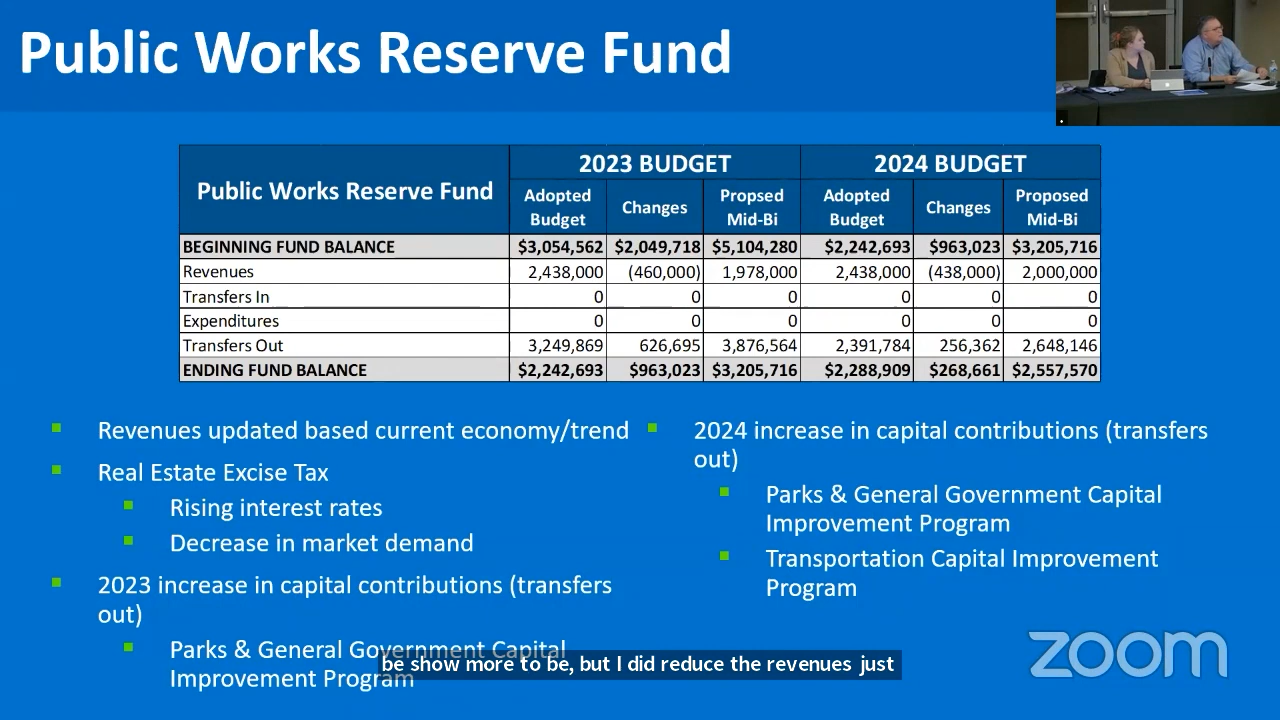 Public Works Reserve Fund
Public Works Reserve Fund
2023 BUDGET
2024 BUDGET
Adopted Budget
Changes
Propsed Mid-Bi
Adopted Budget
Changes
Proposed Mid-Bi
BEGINNING FUND BALANCE $3,054,562 $2,049,718 $5,104,280 $2,242,693 $963,023 $3,205,716
Revenues 2,438,000 (460,000) 1,978,000 2,438,000 (438,000) 2,000,000
Transfers In 0 0 0 0 0 0
Expenditures 0 0 0 0 0 0
Transfers Out 3,249,869 626,695 3,876,564 2,391,784 256,362 2,648,146
ENDING FUND BALANCE $2,242,693 $963,023 $3,205,716 $2,288,909 $268,661 $2,557,570
Revenues updated based current economy/trend
Real Estate Excise Tax
Rising interest rates
Decrease in market demand
2023 increase in capital contributions (transfers
out)
Parks & General Government Capital
Improvement Program
2024 increase in capital contributions (transfers
out)
Parks & General Government Capital
Improvement Program
Transportation Capital Improvement
Program
be show more to be, but I did reduce the revenues just
zoom